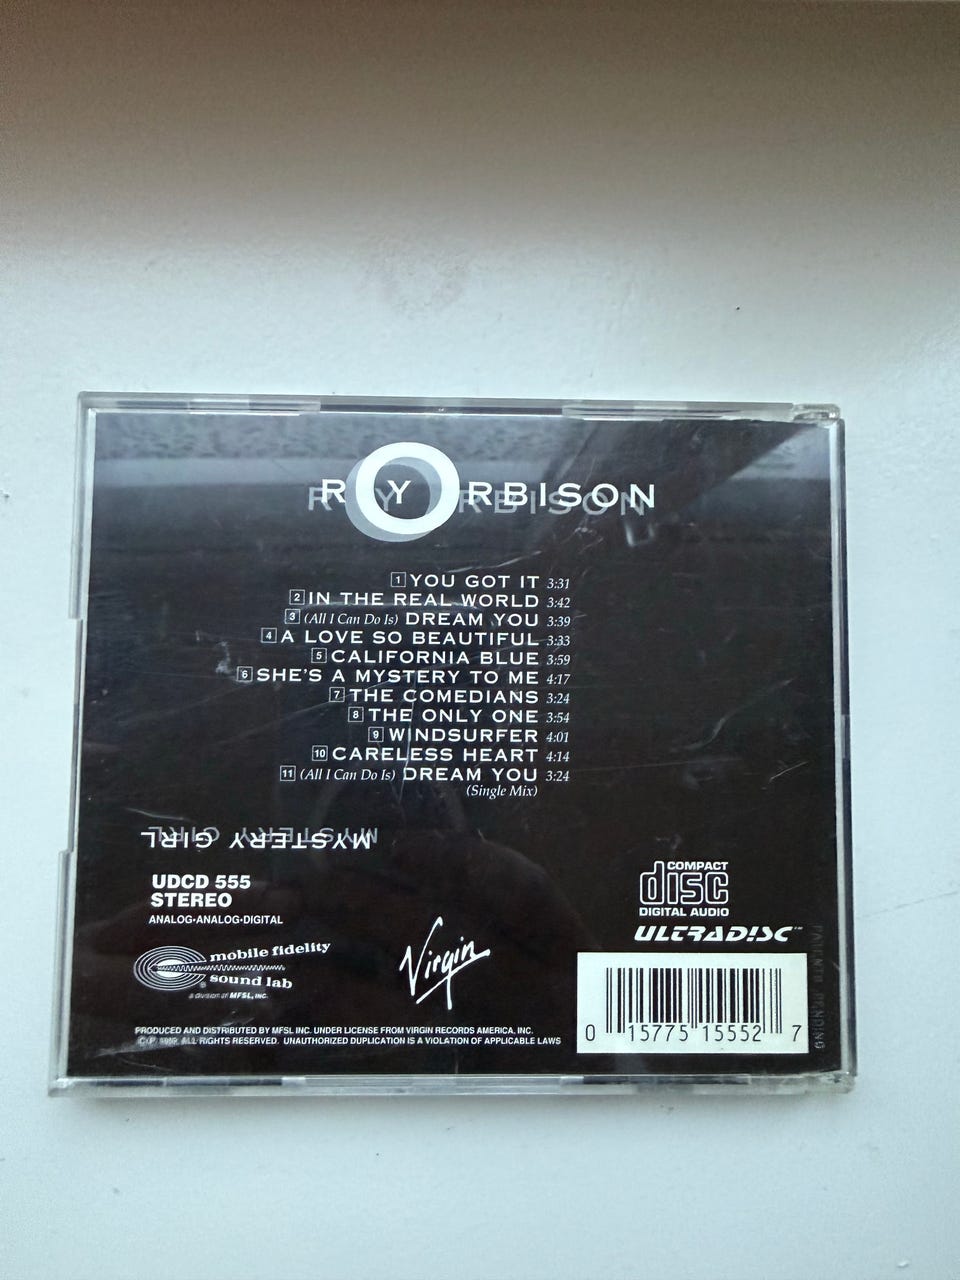 ROY ORBISON
1 YOU GOT IT 3:31
2 IN THE REAL WORLD 3:42
3 (All I Can Do Is) DREAM YOU 3:39
4 A LOVE SO BEAUTIFUL 3:33
5 CALIFORNIA BLUE 3:59
6 SHE'S A MYSTERY TO ME 4:17
7 THE COMEDIANS 3:24
8 THE ONLY ONE 3:54
9 WINDSURFER 4:01
10 CARELESS HEART 4:14
11 (All I Can Do Is) DREAM YOU 3:24
(Single Mix)
MYSTERY GIRL
UDCD 555
STEREO
ANALOG•ANALOG•DIGITAL
mobile fidelity
sound lab
®
a division of MFSL, INC.
Virgin
COMPACT
disc
DIGITAL AUDIO
ULTRADISC™
PRODUCED AND DISTRIBUTED BY MFSL INC. UNDER LICENSE FROM VIRGIN RECORDS AMERICA, INC.
ALL RIGHTS RESERVED. UNAUTHORIZED DUPLICATION IS A VIOLATION OF APPLICABLE LAWS
0 15775 15552 7
PATENTS PENDING